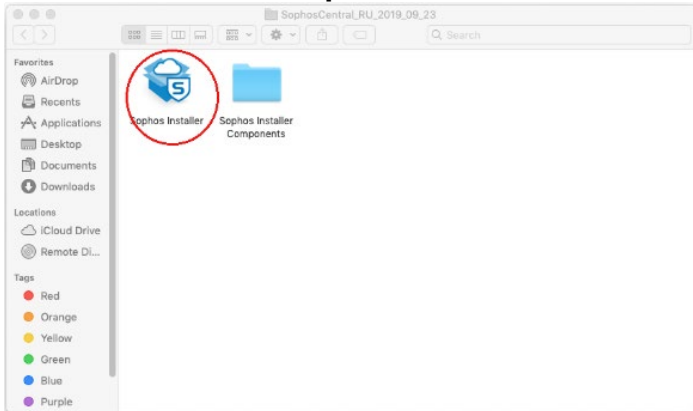 SophosCentral_RU_2019_09_23
Search
Favorites
AirDrop
Recents
Applications
Desktop
Documents
Downloads
Locations
iCloud Drive
Remote Di...
Tags
Red
Orange
Yellow
Green
Blue
Purple
S
Sophos Installer
Sophos Installer
Components